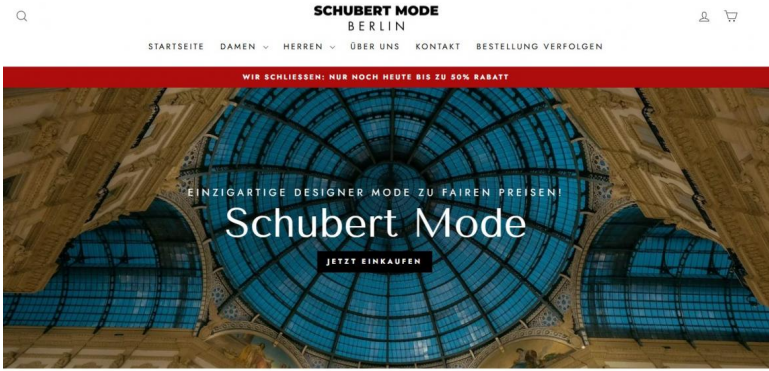 SCHUBERT MODE
BERLIN
STARTSEITE DAMEN HERREN ÜBER UNS KONTAKT BESTELLUNG VERFOLGEN
WIR SCHLIESSEN: NUR NOCH HEUTE BIS ZU 50% RABATT
EINZIGARTIGE DESIGNER MODE ZU FAIREN PREISEN!
Schubert Mode
JETZT EINKAUFEN